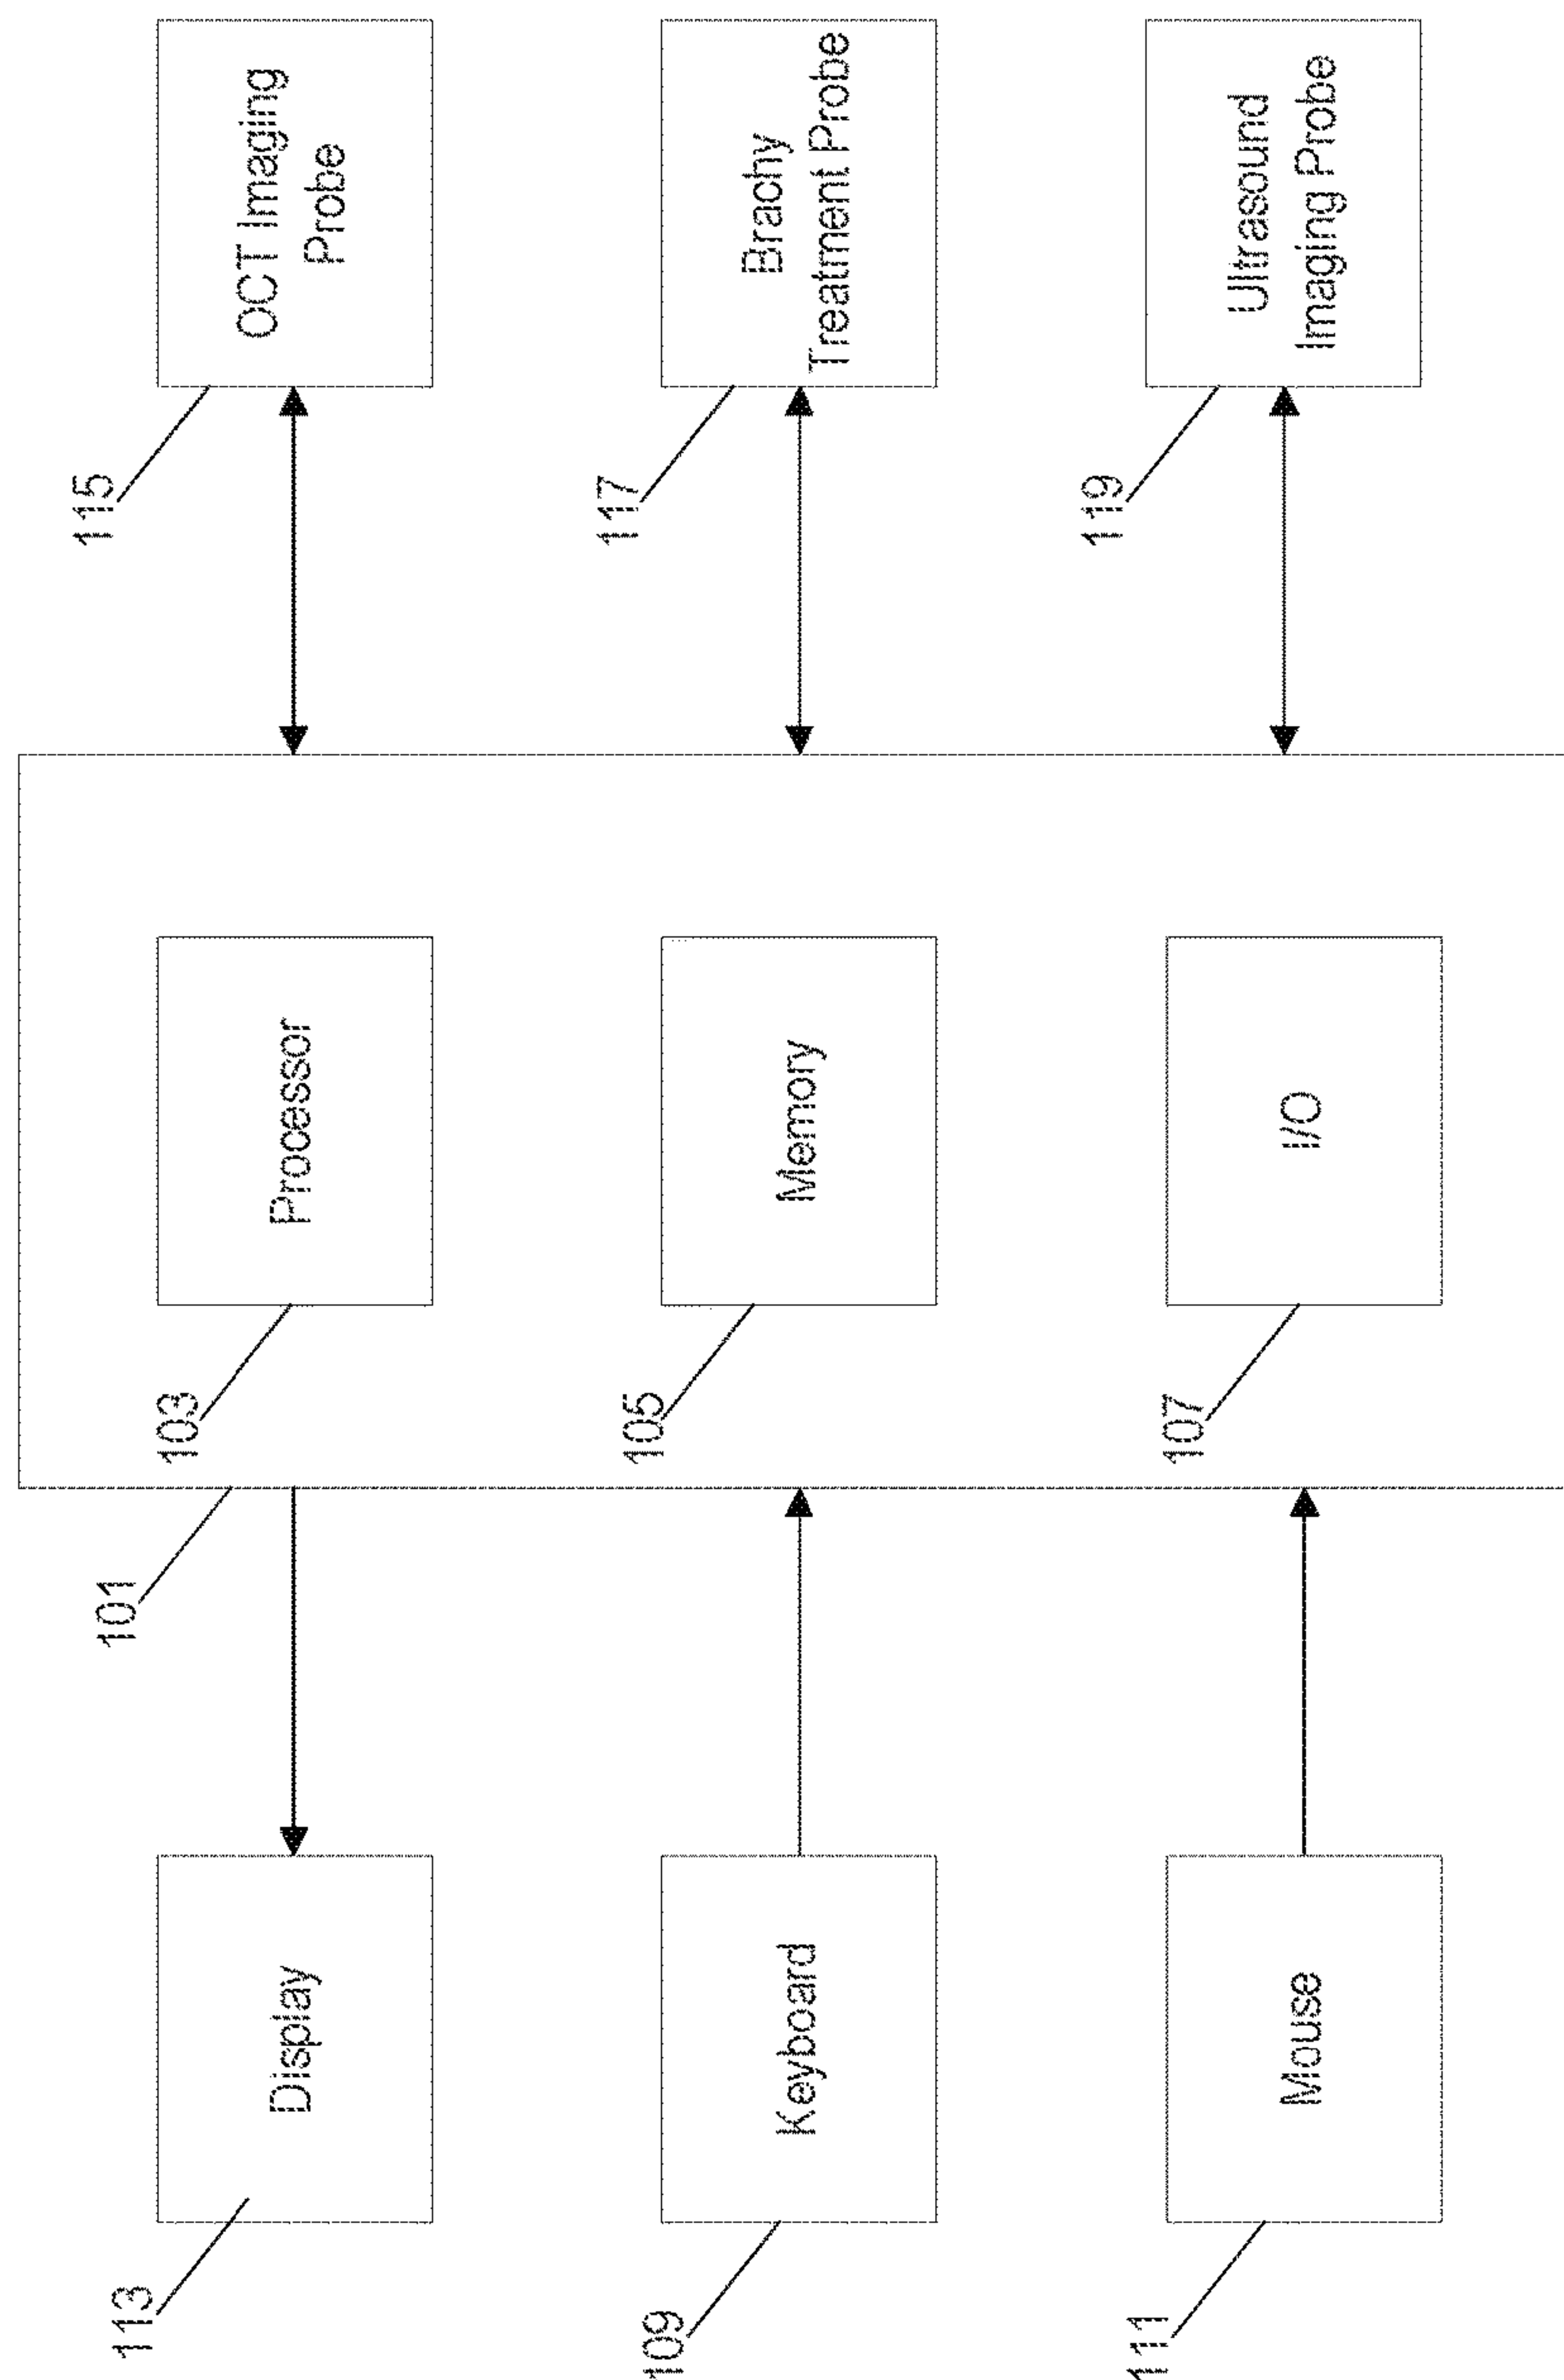 113
Display
101
103
Processor
115
OCT Imaging
Probe
109
Keyboard
105
Memory
117
Brachy
Treatment Probe
111
Mouse
107
I/O
119
Ultrasound
Imaging Probe